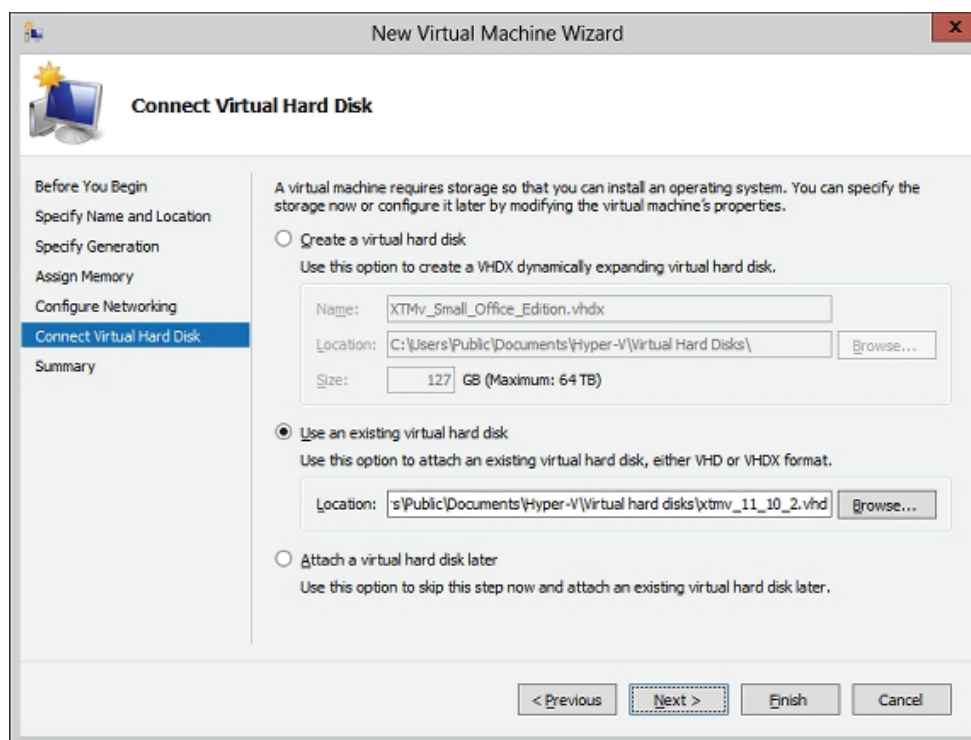 New Virtual Machine Wizard
x
Connect Virtual Hard Disk
Before You Begin
Specify Name and Location
Specify Generation
Assign Memory
Configure Networking
Connect Virtual Hard Disk
Summary
A virtual machine requires storage so that you can install an operating system. You can specify the
storage now or configure it later by modifying the virtual machine's properties.
Create a virtual hard disk
Use this option to create a VHDX dynamically expanding virtual hard disk.
Name: XTMv_Small_Office_Edition.vhdx
Location: C:\Users\Public\Documents\Hyper-V\Virtual Hard Disks\ Browse...
Size: 127 GB (Maximum: 64 TB)
Use an existing virtual hard disk
Use this option to attach an existing virtual hard disk, either VHD or VHDX format.
Location: 's\Public\Documents\Hyper-V\Virtual hard disks\xtmv_11_10_2.vhd Browse...
Attach a virtual hard disk later
Use this option to skip this step now and attach an existing virtual hard disk later.
< Previous Next > Finish Cancel